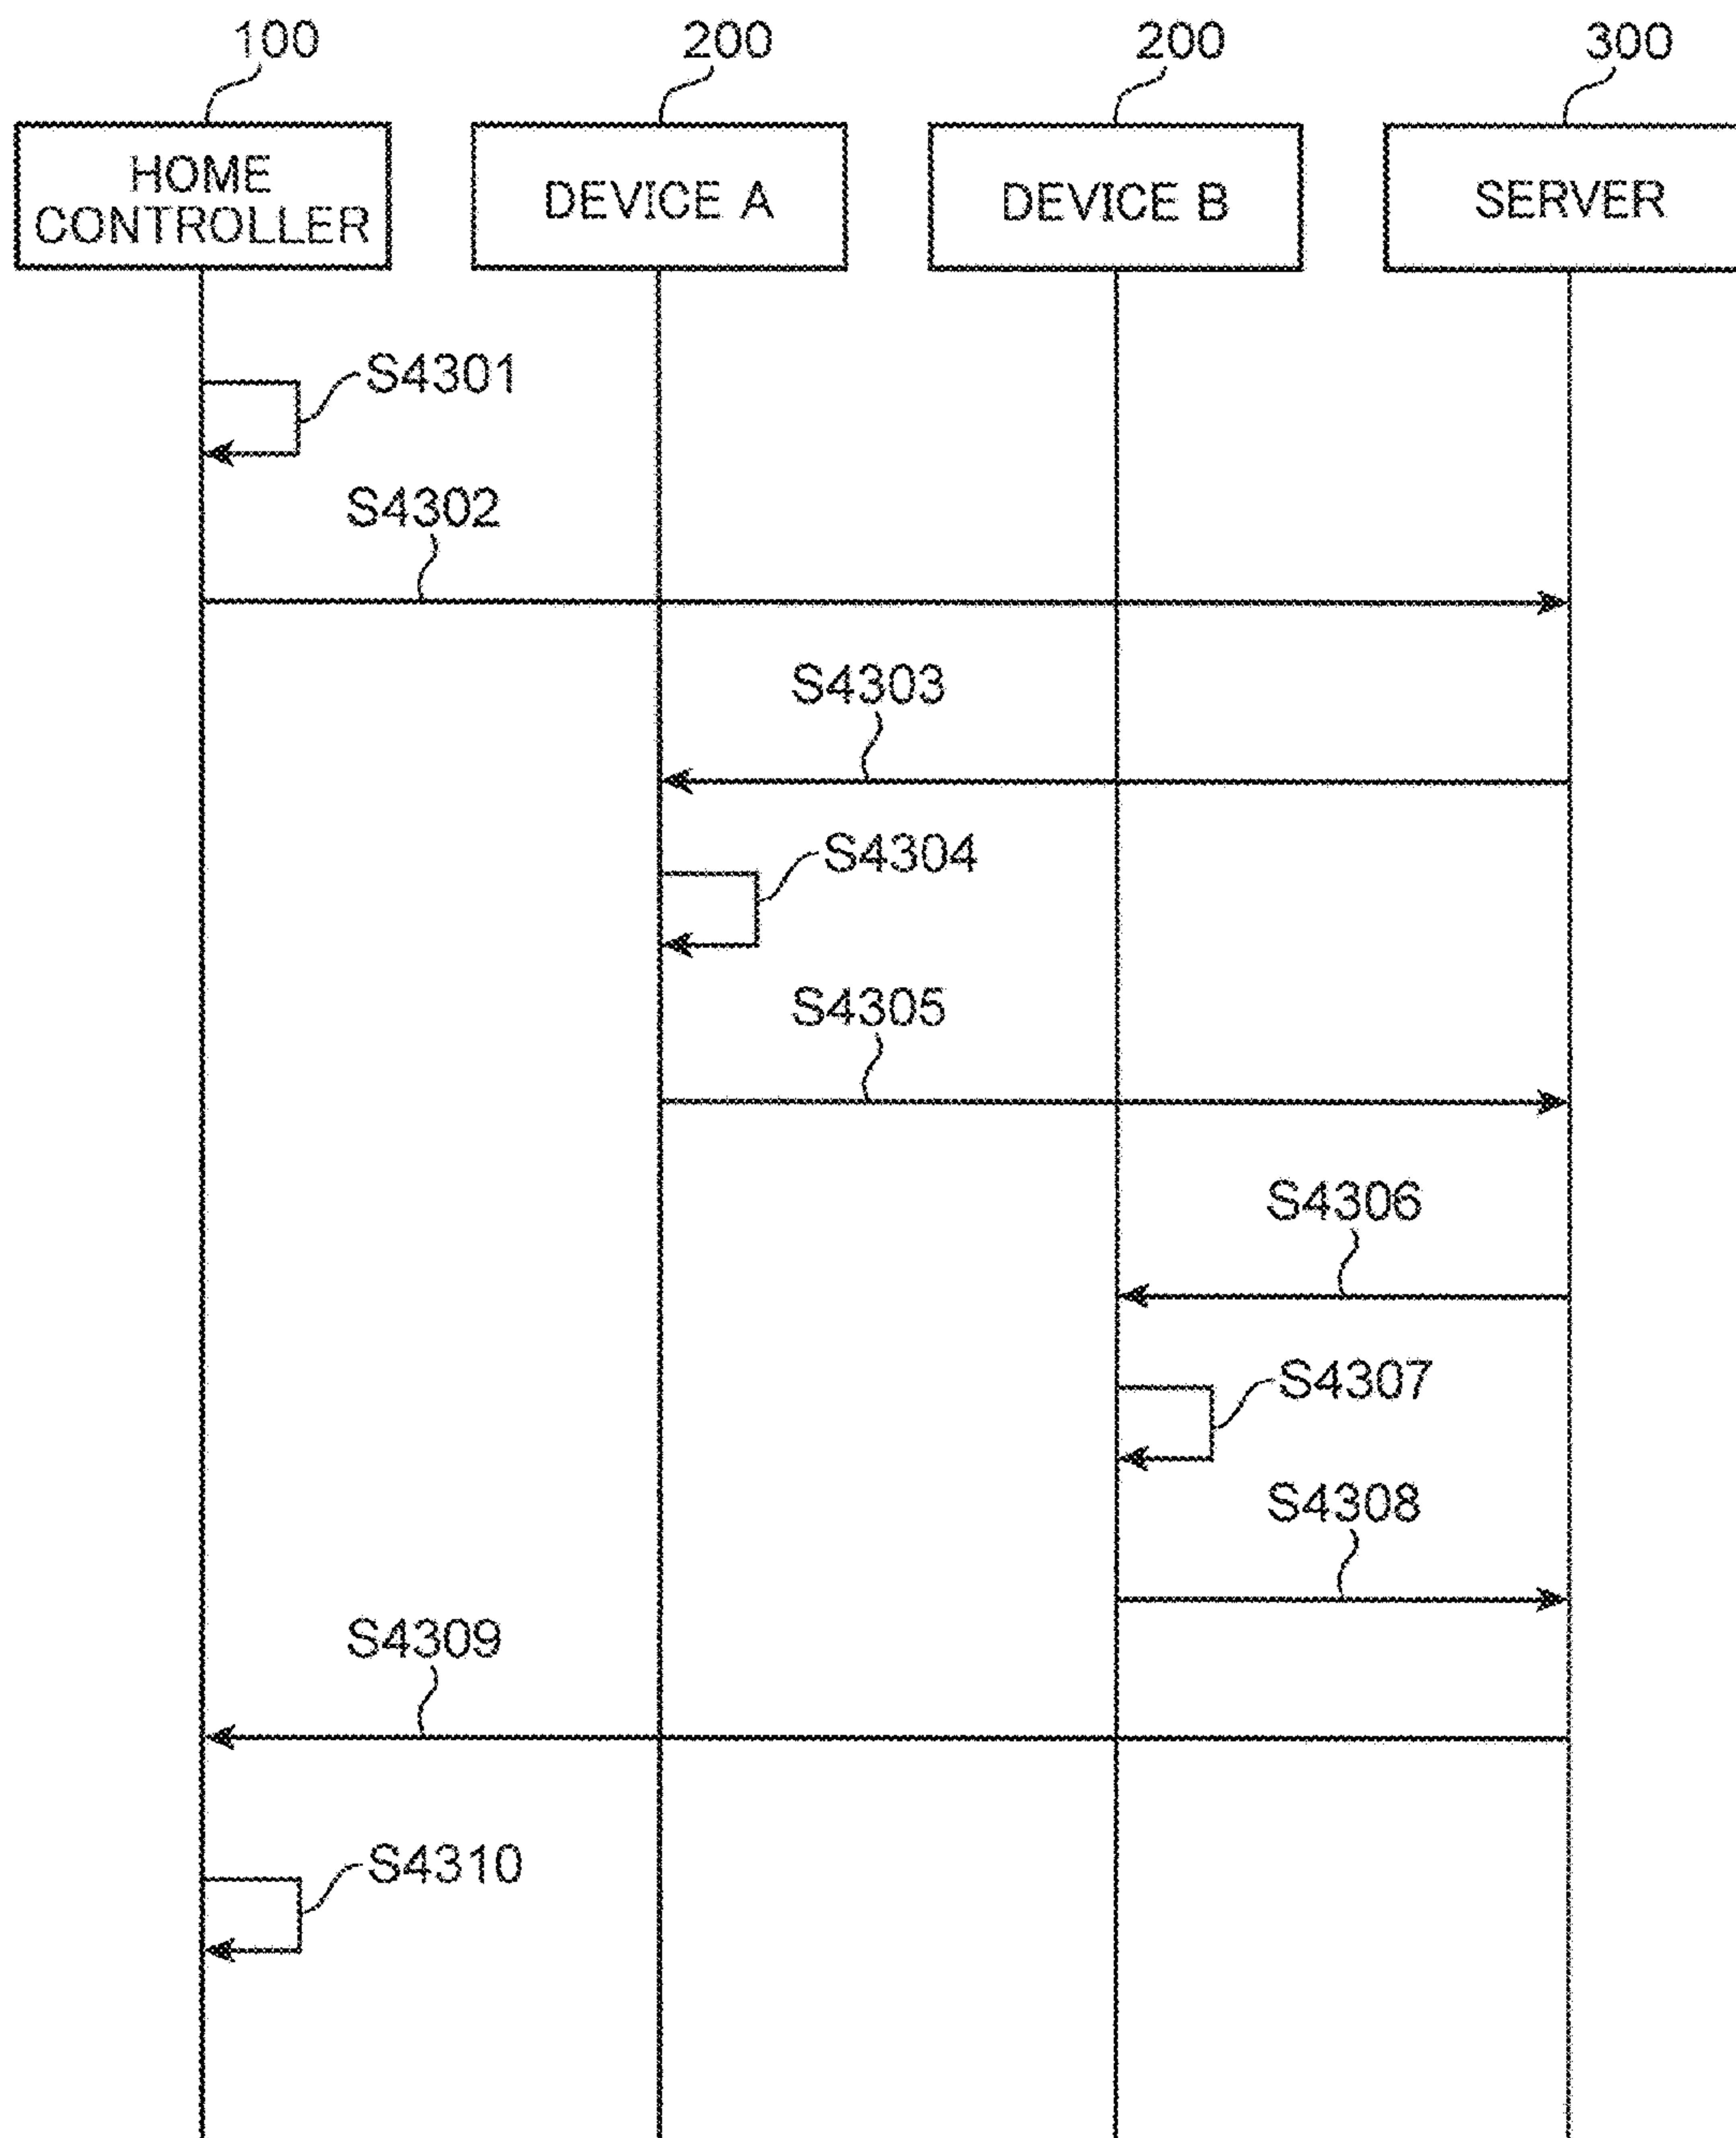 100
200
200
300
HOME
CONTROLLER
DEVICE A
DEVICE B
SERVER
S4301
S4302
S4303
S4304
S4305
S4306
S4307
S4308
S4309
S4310